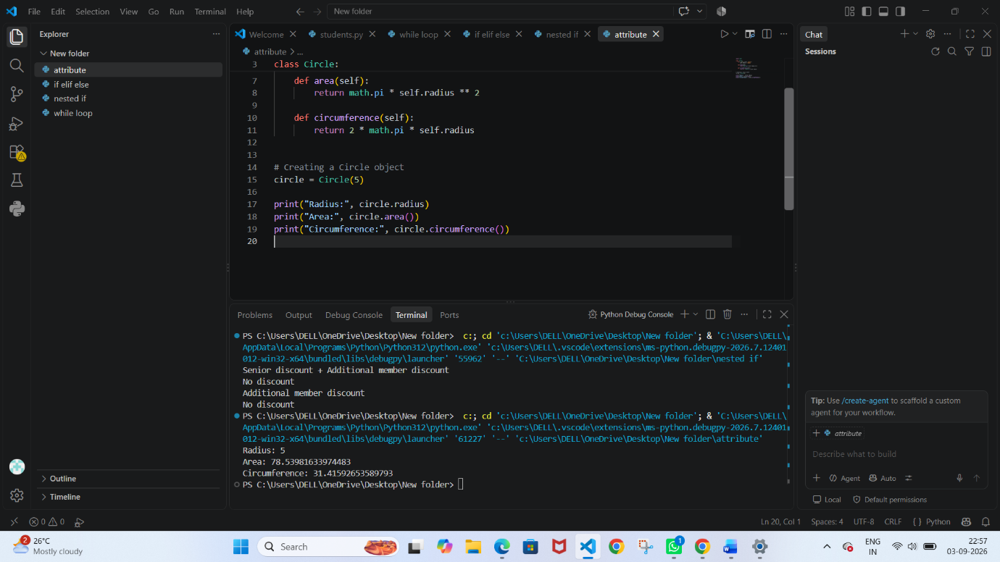 File Edit Selection View Go Run Terminal Help
New folder
Explorer
New folder
attribute
if elif else
nested if
while loop
Outline
Timeline
Welcome students.py while loop if elif else nested if attribute
attribute > ...
3 class Circle:
7 def area(self):
8 return math.pi * self.radius ** 2
9
10 def circumference(self):
11 return 2 * math.pi * self.radius
12
13
14 # Creating a Circle object
15 circle = Circle(5)
16
17 print("Radius:", circle.radius)
18 print("Area:", circle.area())
19 print("Circumference:", circle.circumference())
20
Problems Output Debug Console Terminal Ports
Python Debug Console
PS C:\Users\DELL\OneDrive\Desktop\New folder> c:; cd 'c:\Users\DELL\OneDrive\Desktop\New folder'; & 'C:\Users\DELL\
AppData\Local\Programs\Python\Python312\python.exe' 'c:\Users\DELL\.vscode\extensions\ms-python.debugpy-2026.7.12401
012-win32-x64\bundled\libs\debugpy\launcher' '55962' '--' 'C:\Users\DELL\OneDrive\Desktop\New folder\nested if'
Senior discount + Additional member discount
No discount
Additional member discount
No discount
PS C:\Users\DELL\OneDrive\Desktop\New folder> c:; cd 'c:\Users\DELL\OneDrive\Desktop\New folder'; & 'C:\Users\DELL\
AppData\Local\Programs\Python\Python312\python.exe' 'c:\Users\DELL\.vscode\extensions\ms-python.debugpy-2026.7.12401
012-win32-x64\bundled\libs\debugpy\launcher' '61227' '--' 'c:\Users\DELL\OneDrive\Desktop\New folder\attribute'
Radius: 5
Area: 78.53981633974483
Circumference: 31.41592653589793
PS C:\Users\DELL\OneDrive\Desktop\New folder>
Chat
Sessions
Tip: Use /create-agent to scaffold a custom
agent for your workflow.
attribute
Describe what to build
Agent Auto
Local Default permissions
0 0
Ln 20, Col 1 Spaces: 4 UTF-8 CRLF { } Python
2
26°C
Mostly cloudy
Search
1
ENG
IN
22:57
03-09-2026